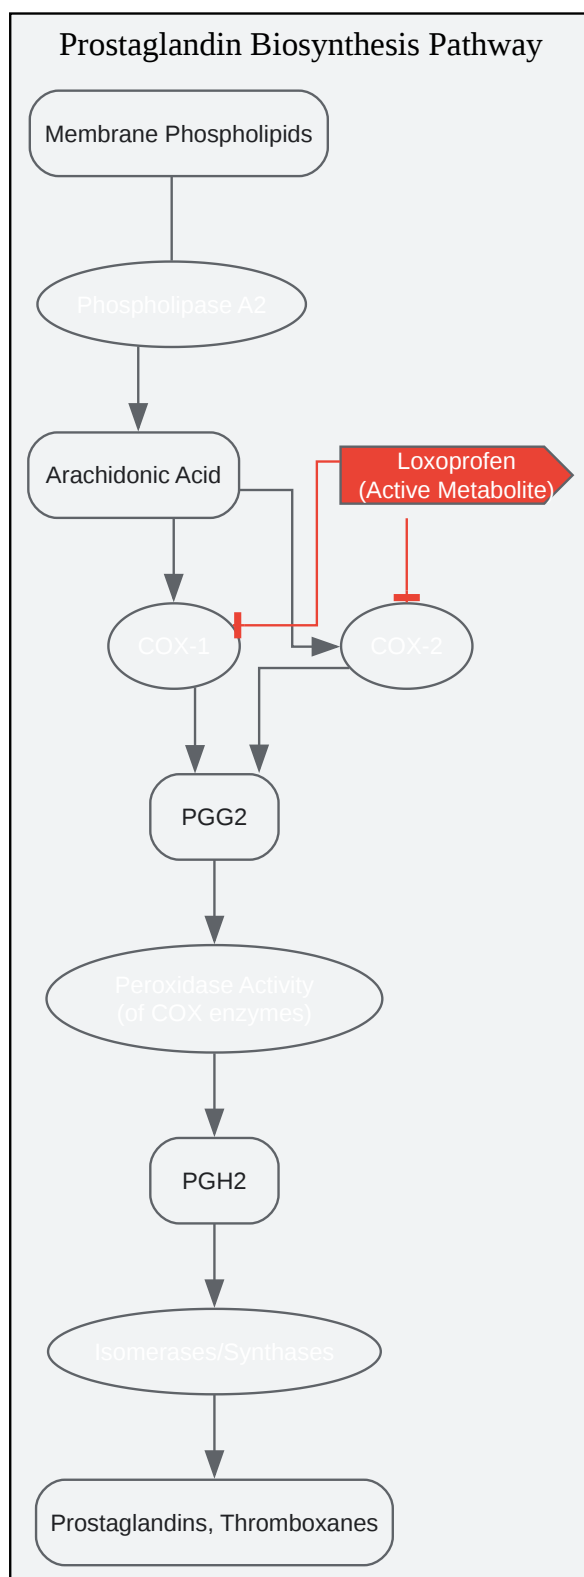 Prostaglandin Biosynthesis Pathway
Membrane Phospholipids
Phospholipase A2
Arachidonic Acid
Loxoprofen
(Active Metabolite)
COX-1
COX-2
PGG2
Peroxidase Activity
(of COX enzymes)
PGH2
Isomerases/Synthases
Prostaglandins, Thromboxanes